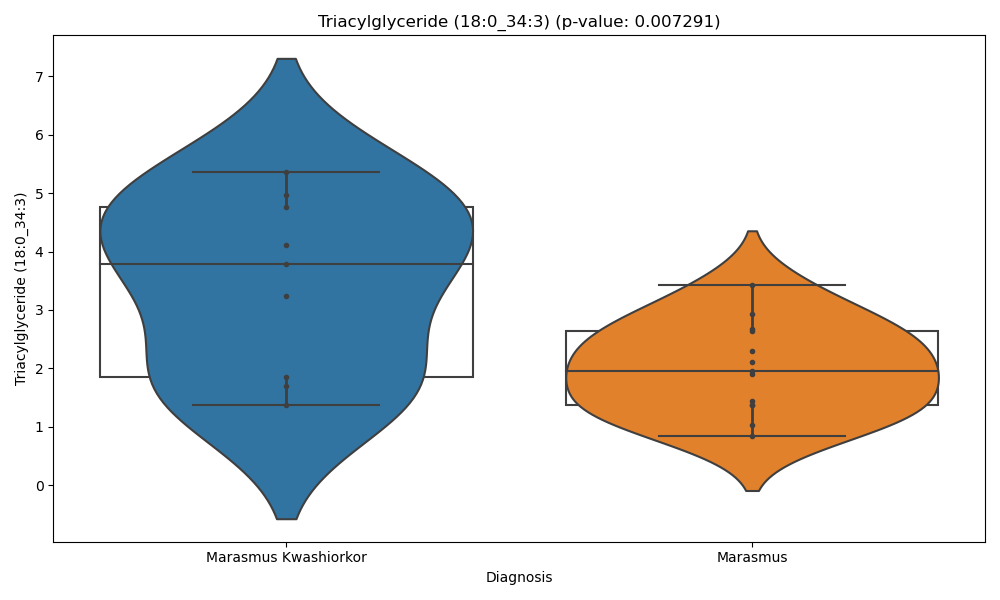 Triacylglyceride (18:0_34:3) (p-value: 0.007291)
Triacylglyceride (18:0_34:3)
7
6
5
4
3
2
1
0
Marasmus Kwashiorkor
Marasmus
Diagnosis